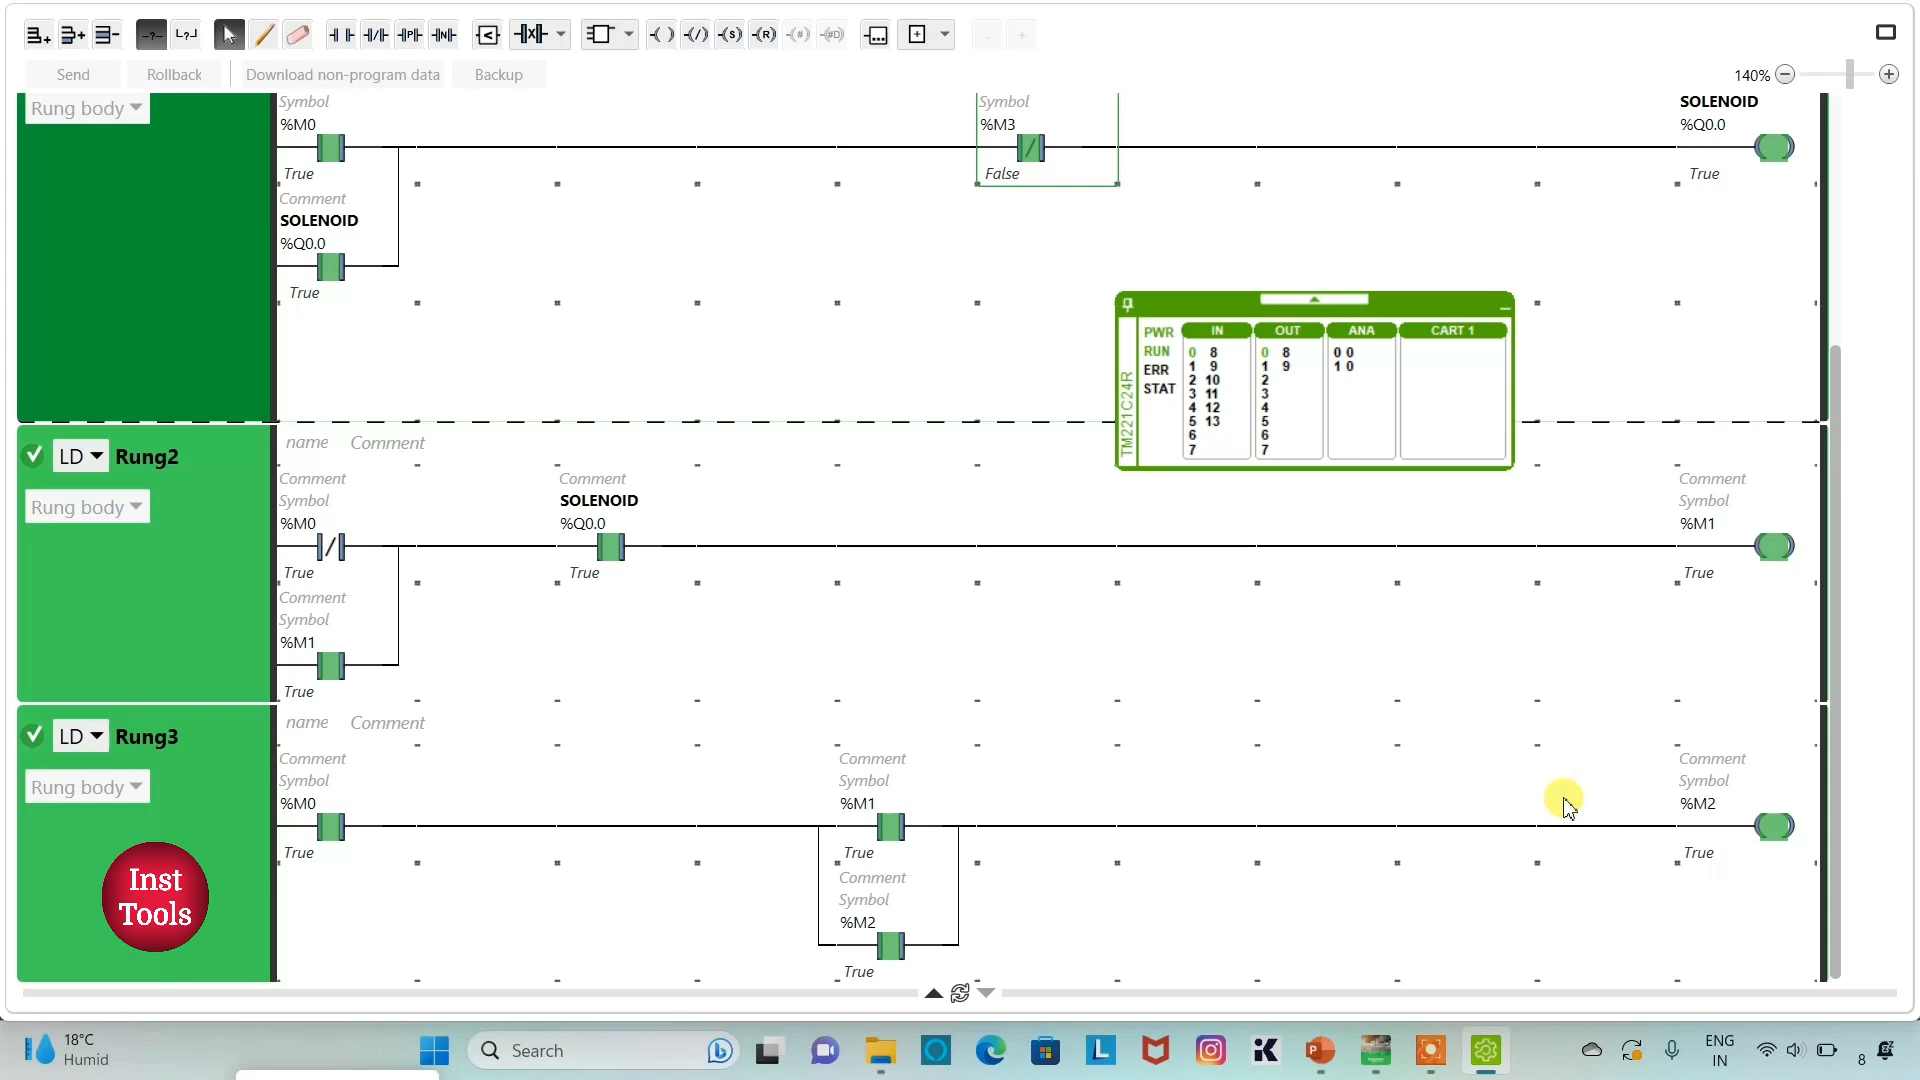 Send Rollback Download non-program data Backup
140%
Rung body
Symbol
%M0
True
Comment
SOLENOID
%Q0.0
True
Symbol
%M3
False
SOLENOID
%Q0.0
True
TM221C24R
PWR
RUN
ERR
STAT
IN
0 8
1 9
2 10
3 11
4 12
5 13
6
7
OUT
0 8
1 9
2
3
4
5
6
7
ANA
0 0
1 0
CART 1
LD Rung2
Rung body
name Comment
Comment
Symbol
%M0
True
Comment
Symbol
%M1
True
Comment
SOLENOID
%Q0.0
True
Comment
Symbol
%M1
True
LD Rung3
Rung body
name Comment
Comment
Symbol
%M0
True
Comment
Symbol
%M1
True
Comment
Symbol
%M2
True
Comment
Symbol
%M2
True
Inst
Tools
18°C
Humid
Search
ENG
IN
8